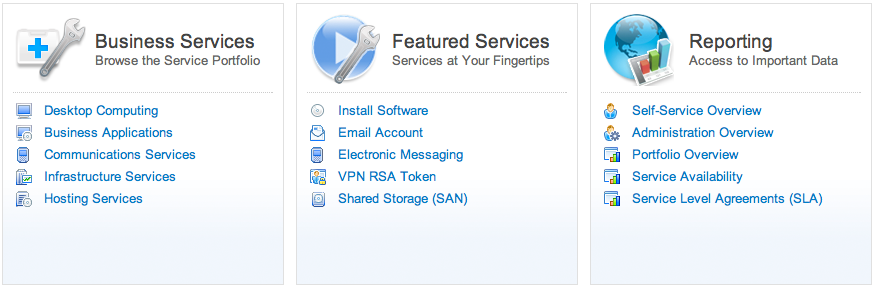 Business Services
Browse the Service Portfolio
Desktop Computing
Business Applications
Communications Services
Infrastructure Services
Hosting Services
Featured Services
Services at Your Fingertips
Install Software
Email Account
Electronic Messaging
VPN RSA Token
Shared Storage (SAN)
Reporting
Access to Important Data
Self-Service Overview
Administration Overview
Portfolio Overview
Service Availability
Service Level Agreements (SLA)